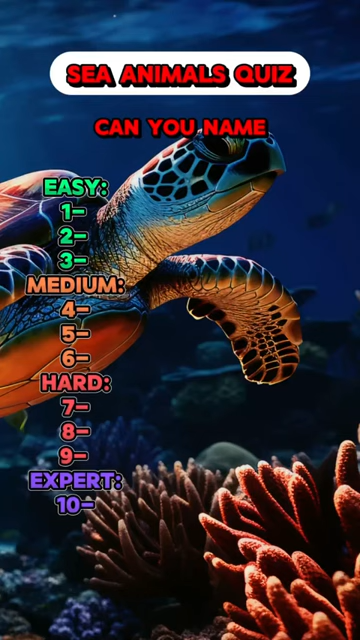 SEA ANIMALS QUIZ
CAN YOU NAME
EASY:
1-
2-
3-
MEDIUM:
4-
5-
6-
HARD:
7-
8-
9-
EXPERT:
10-